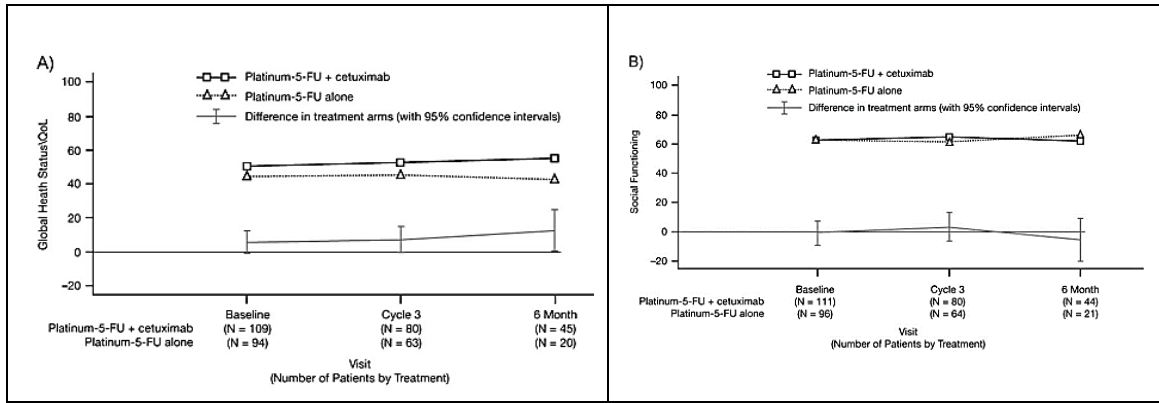 A)
Platinum-5-FU + cetuximab
Platinum-5-FU alone
Difference in treatment arms (with 95% confidence intervals)
Global Heath Status\QoL
100
80
60
40
20
0
−20
Baseline Cycle 3 6 Month
Platinum-5-FU + cetuximab (N = 109) (N = 80) (N = 45)
Platinum-5-FU alone (N = 94) (N = 63) (N = 20)
Visit
(Number of Patients by Treatment)
B)
Platinum-5-FU + cetuximab
Platinum-5-FU alone
Difference in treatment arms (with 95% confidence intervals)
Social Functioning
100
80
60
40
20
0
−20
Baseline Cycle 3 6 Month
Platinum-5-FU + cetuximab (N = 111) (N = 80) (N = 44)
Platinum-5-FU alone (N = 96) (N = 64) (N = 21)
Visit
(Number of Patients by Treatment)